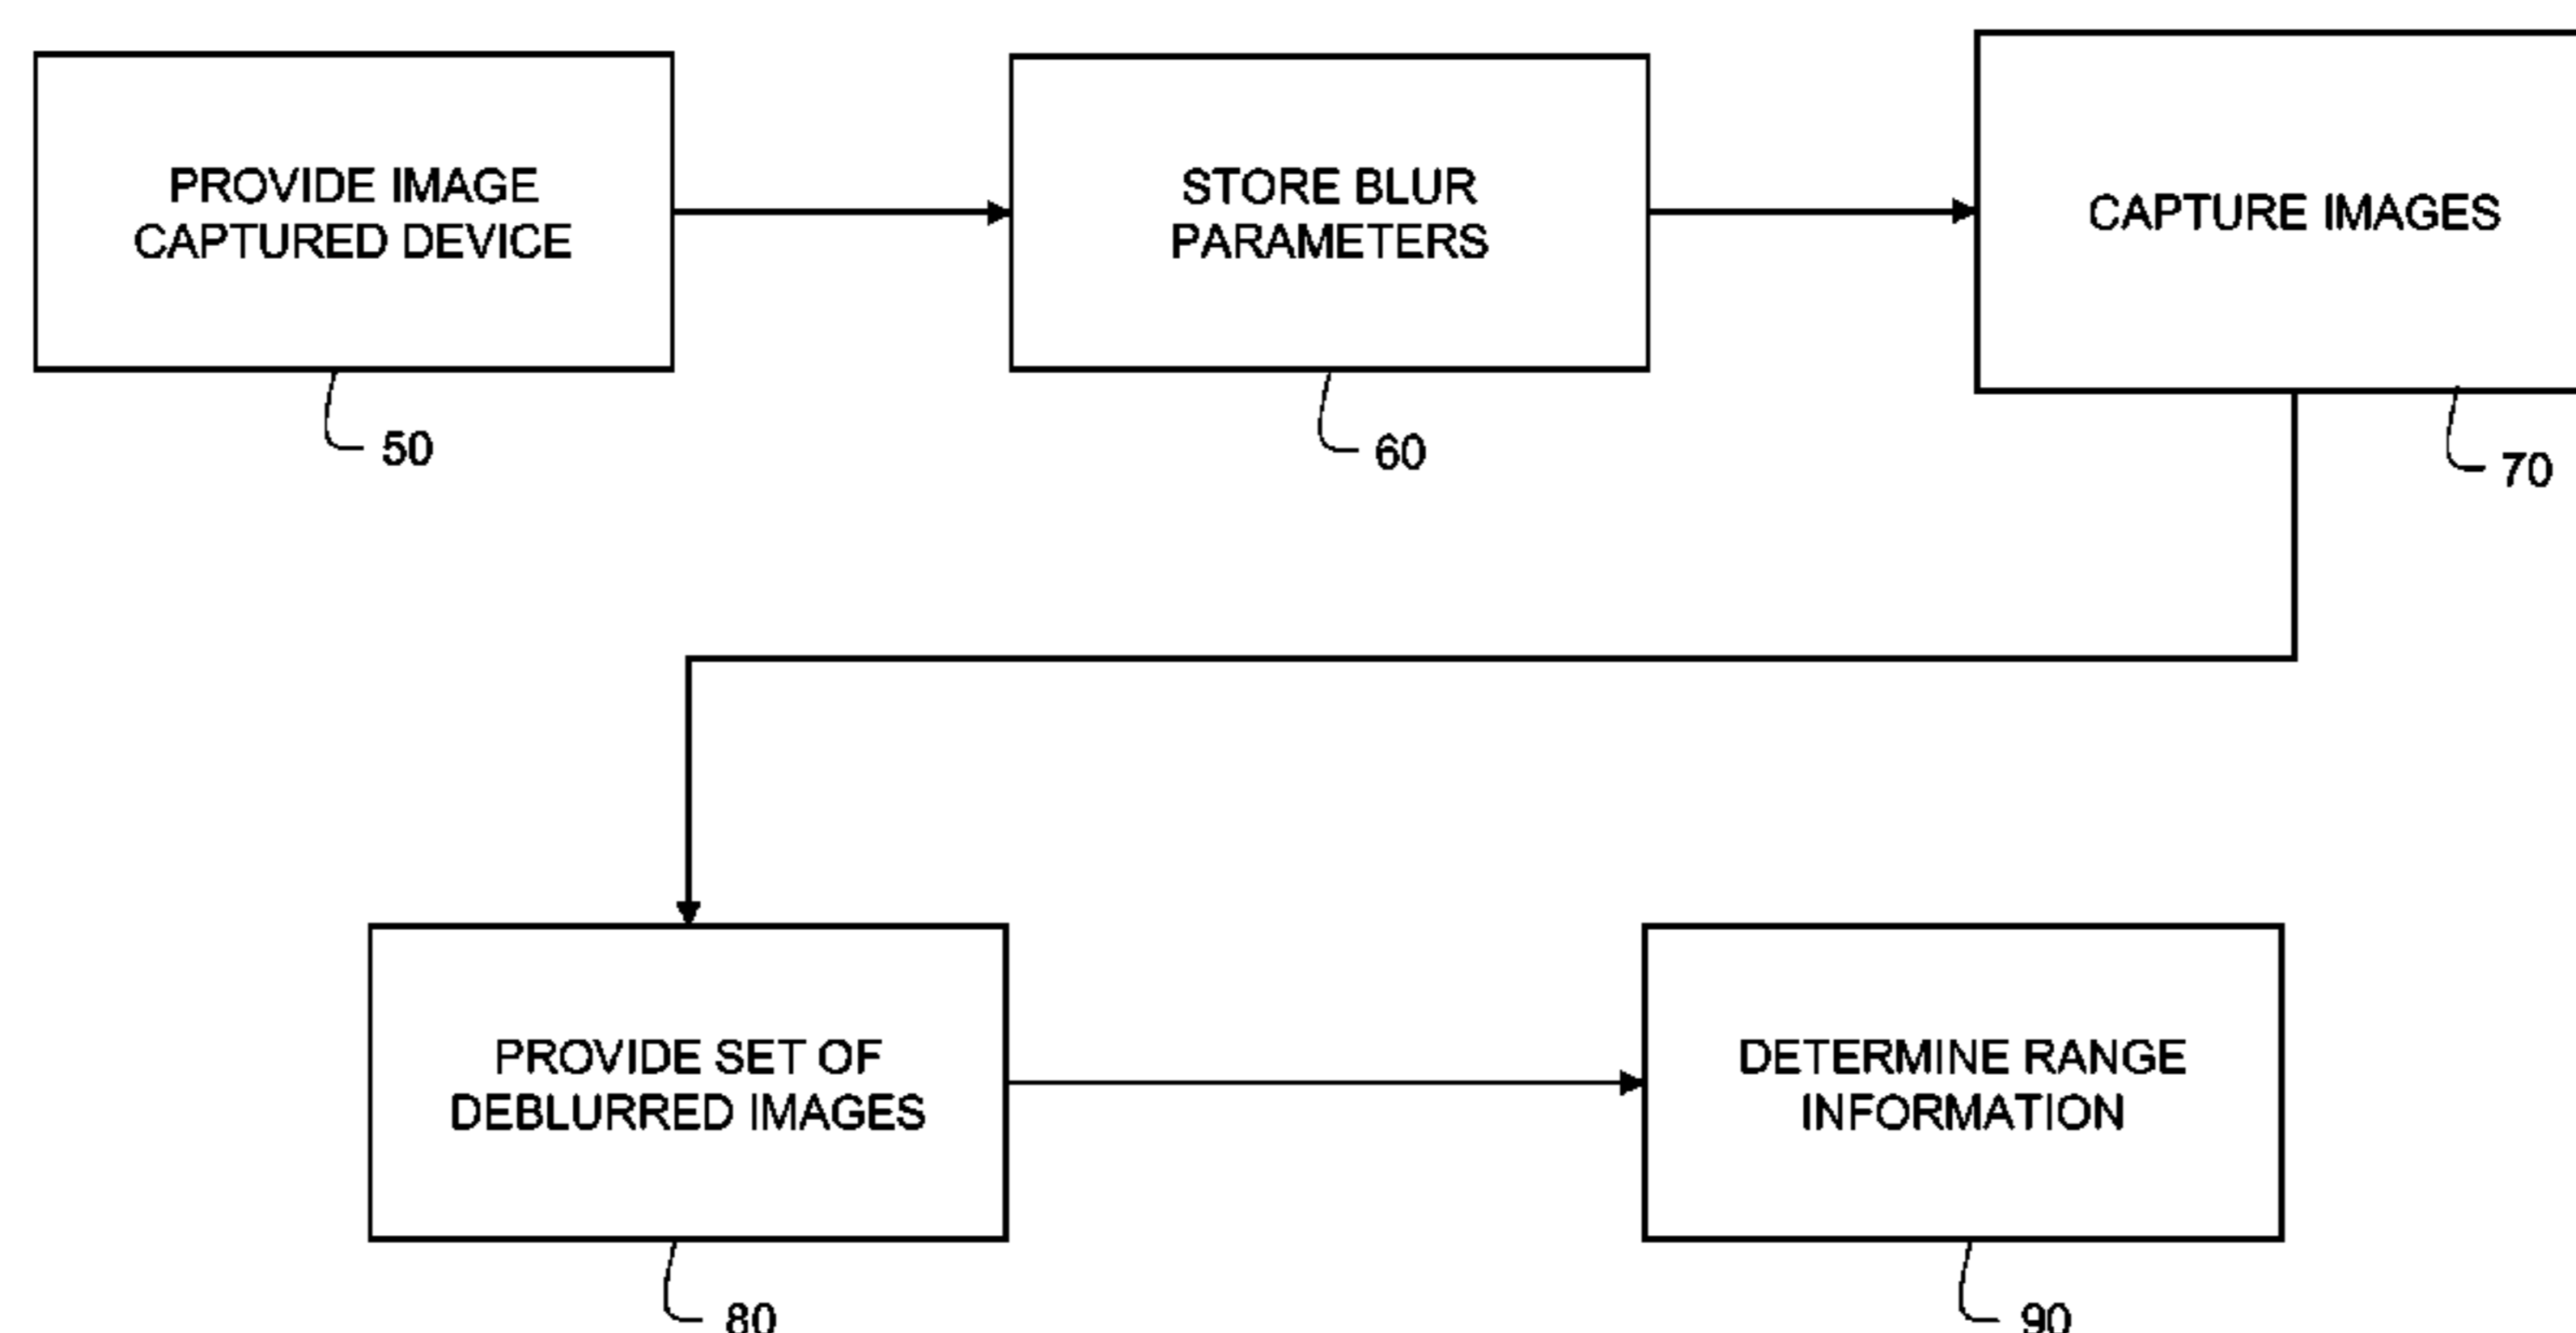 PROVIDE IMAGE
CAPTURED DEVICE
50
STORE BLUR
PARAMETERS
60
CAPTURE IMAGES
70
PROVIDE SET OF
DEBLURRED IMAGES
80
DETERMINE RANGE
INFORMATION
90